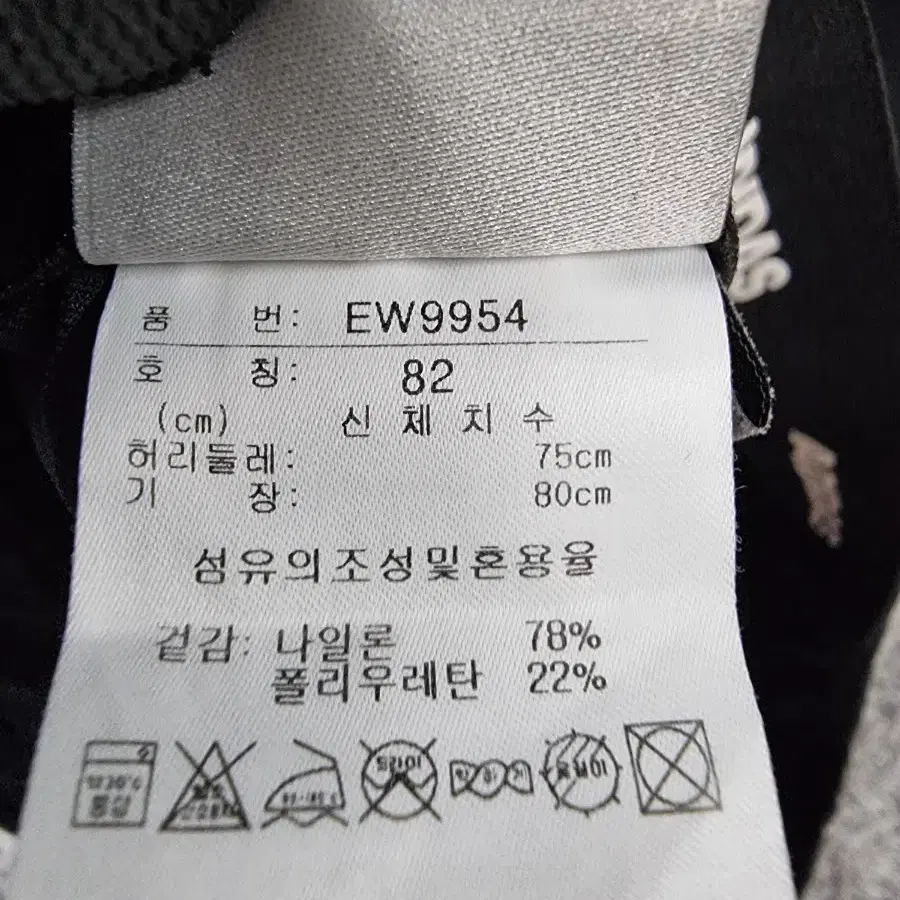 품 번: EW9954
호 칭: 82
(cm) 신 체 치 수
허리둘레: 75cm
기 장: 80cm
섬유의조성및혼용율
겉감: 나일론 78%
폴리우레탄 22%